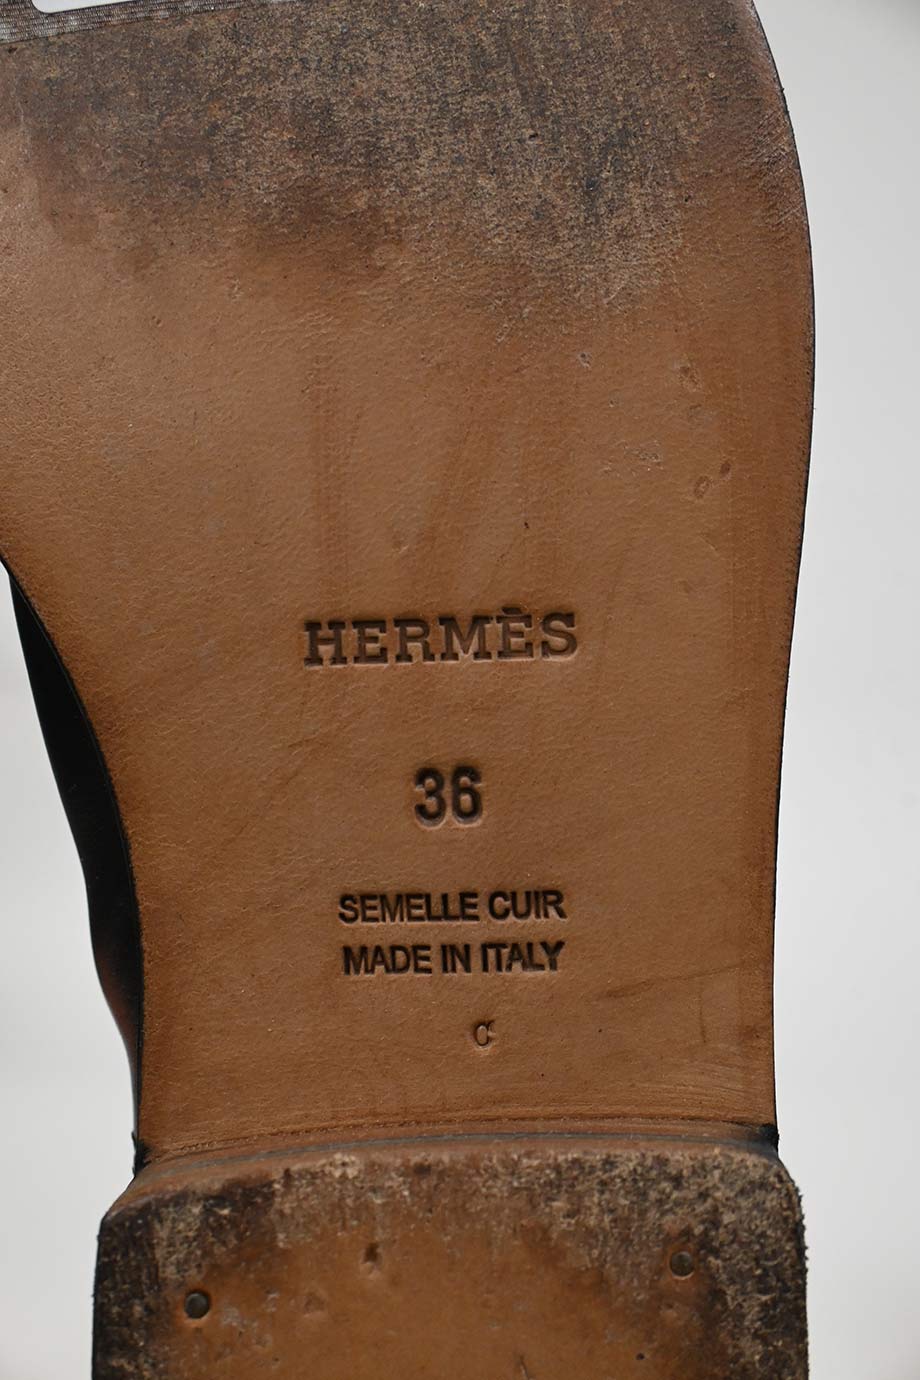 HERMÈS
36
SEMELLE CUIR
MADE IN ITALY
C